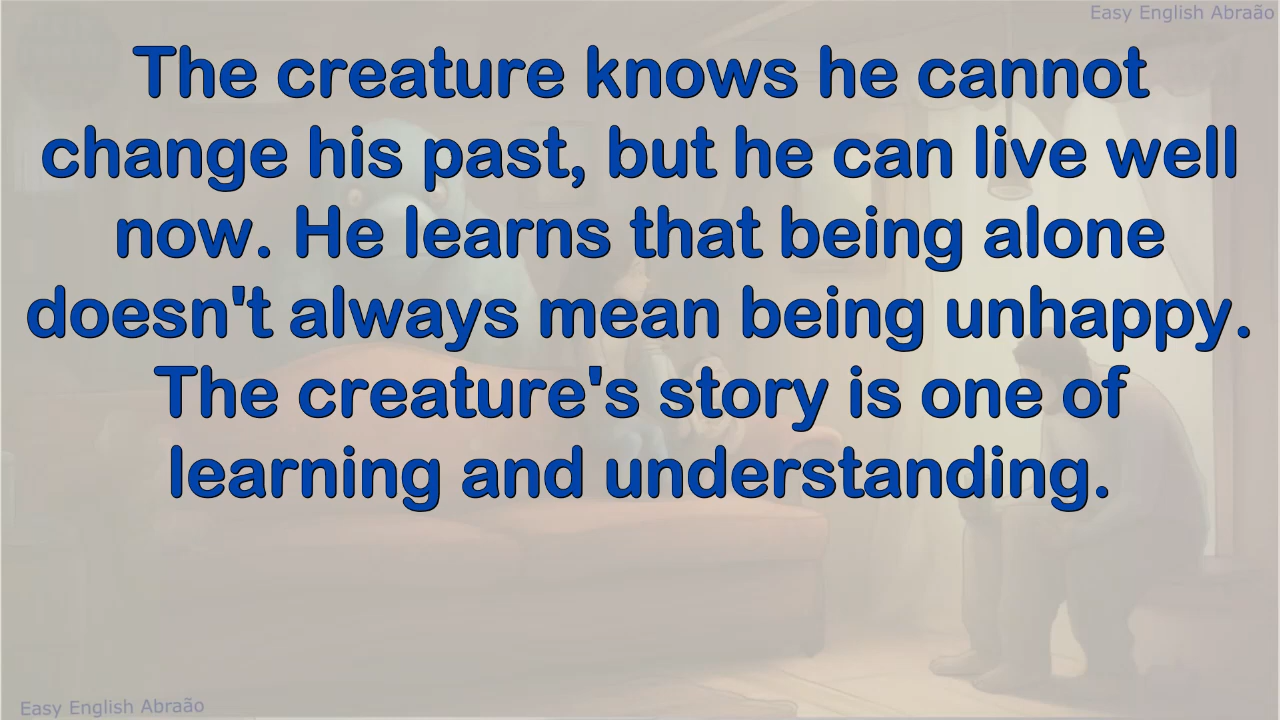 Easy English Abraão
The creature knows he cannot
change his past, but he can live well
now. He learns that being alone
doesn't always mean being unhappy.
The creature's story is one of
learning and understanding.
Easy English Abraão